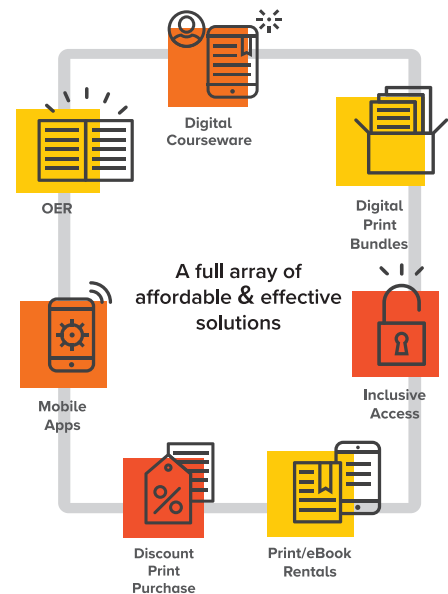 Digital
Courseware
OER
Digital
Print
Bundles
A full array of
affordable & effective
solutions
Mobile
Apps
Inclusive
Access
Discount
Print
Purchase
Print/eBook
Rentals